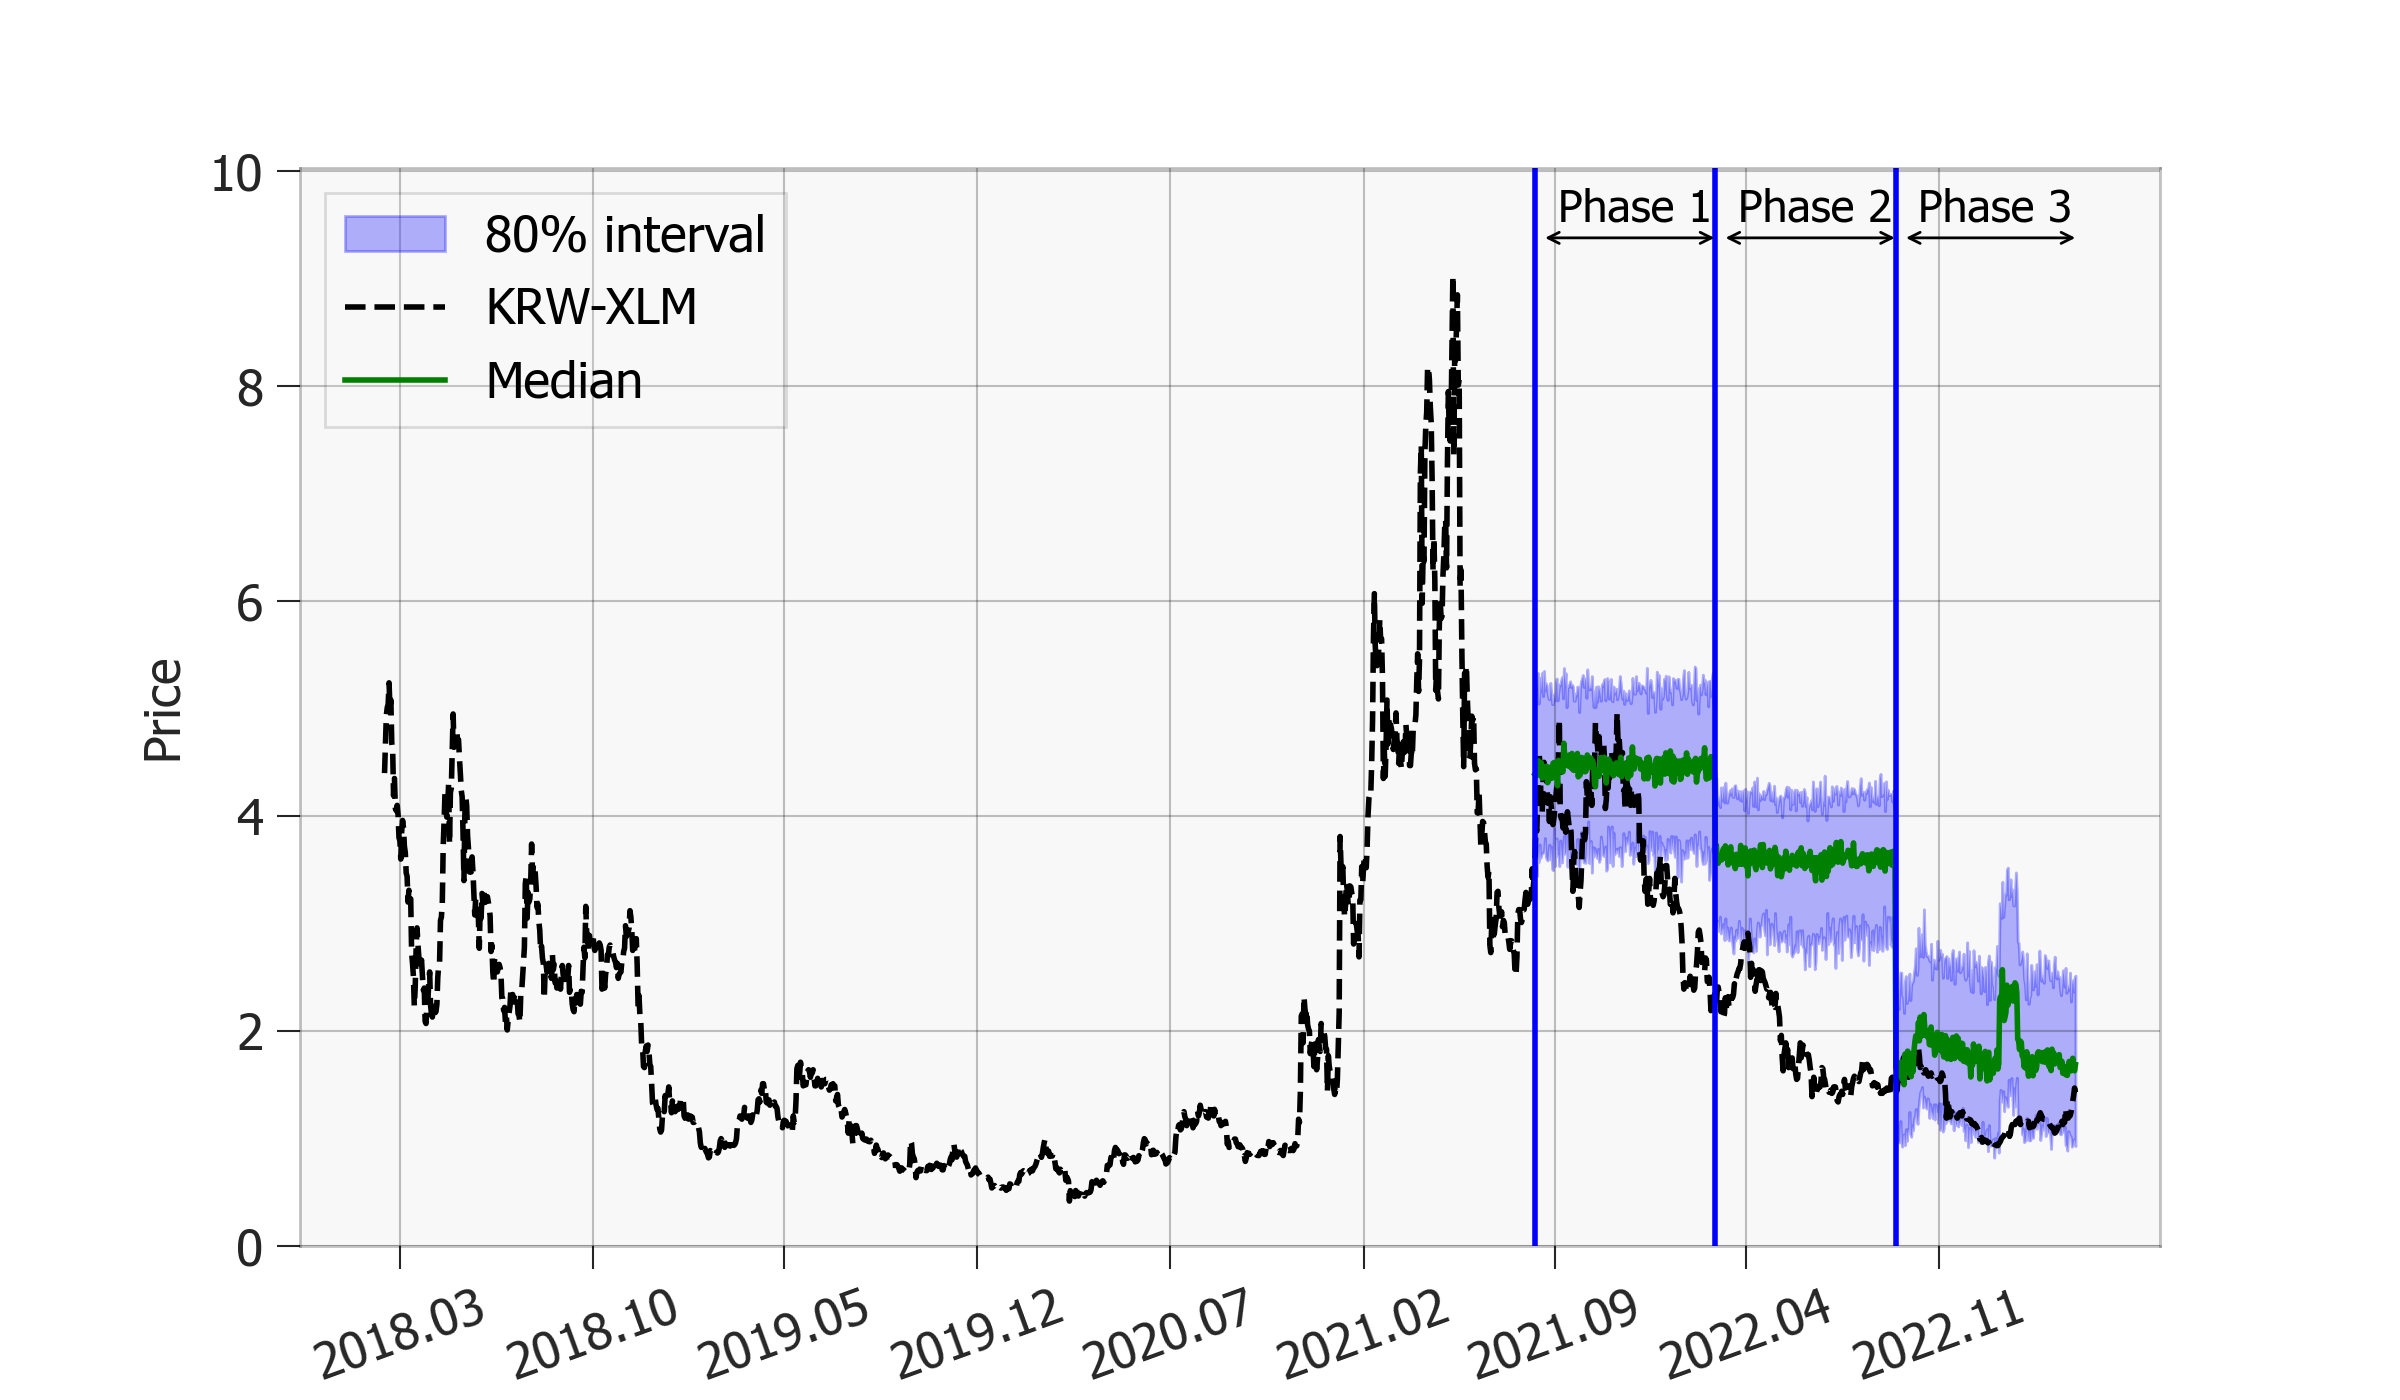 10
8
6
4
2
0
Price
80% interval
KRW-XLM
Median
Phase 1
Phase 2
Phase 3
2018.03
2018.10
2019.05
2019.12
2020.07
2021.02
2021.09
2022.04
2022.11